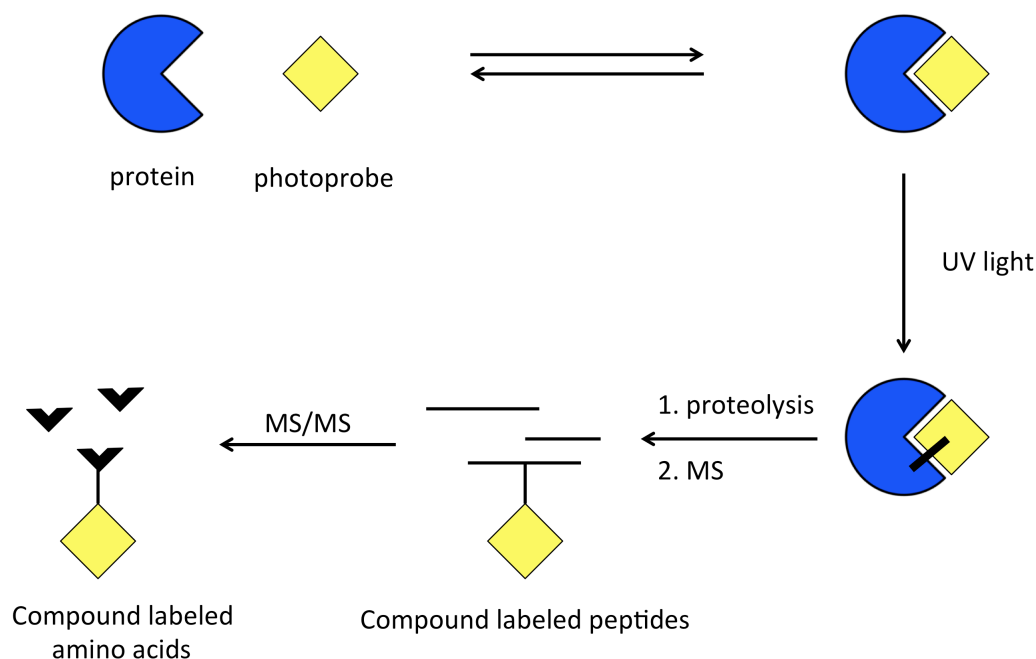 protein
photoprobe
UV light
1. proteolysis
2. MS
MS/MS
Compound labeled peptides
Compound labeled
amino acids